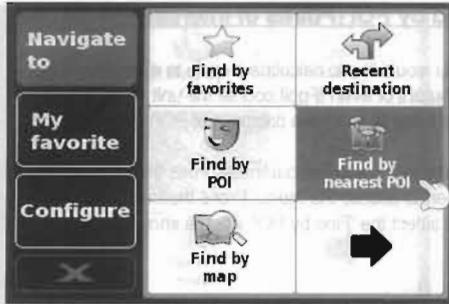 Navigate
to
My
favorite
Configure
Find by
favorites
Recent
destination
Find by
POI
Find by
nearest POI
Find by
map